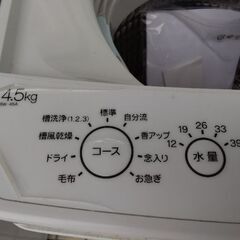 4.5kg
標準
槽洗浄(1.2.3)
自分流
槽風乾燥
香アップ
ドライ
念入り
毛布
お急ぎ
コース
12
19
26
33
39
水量